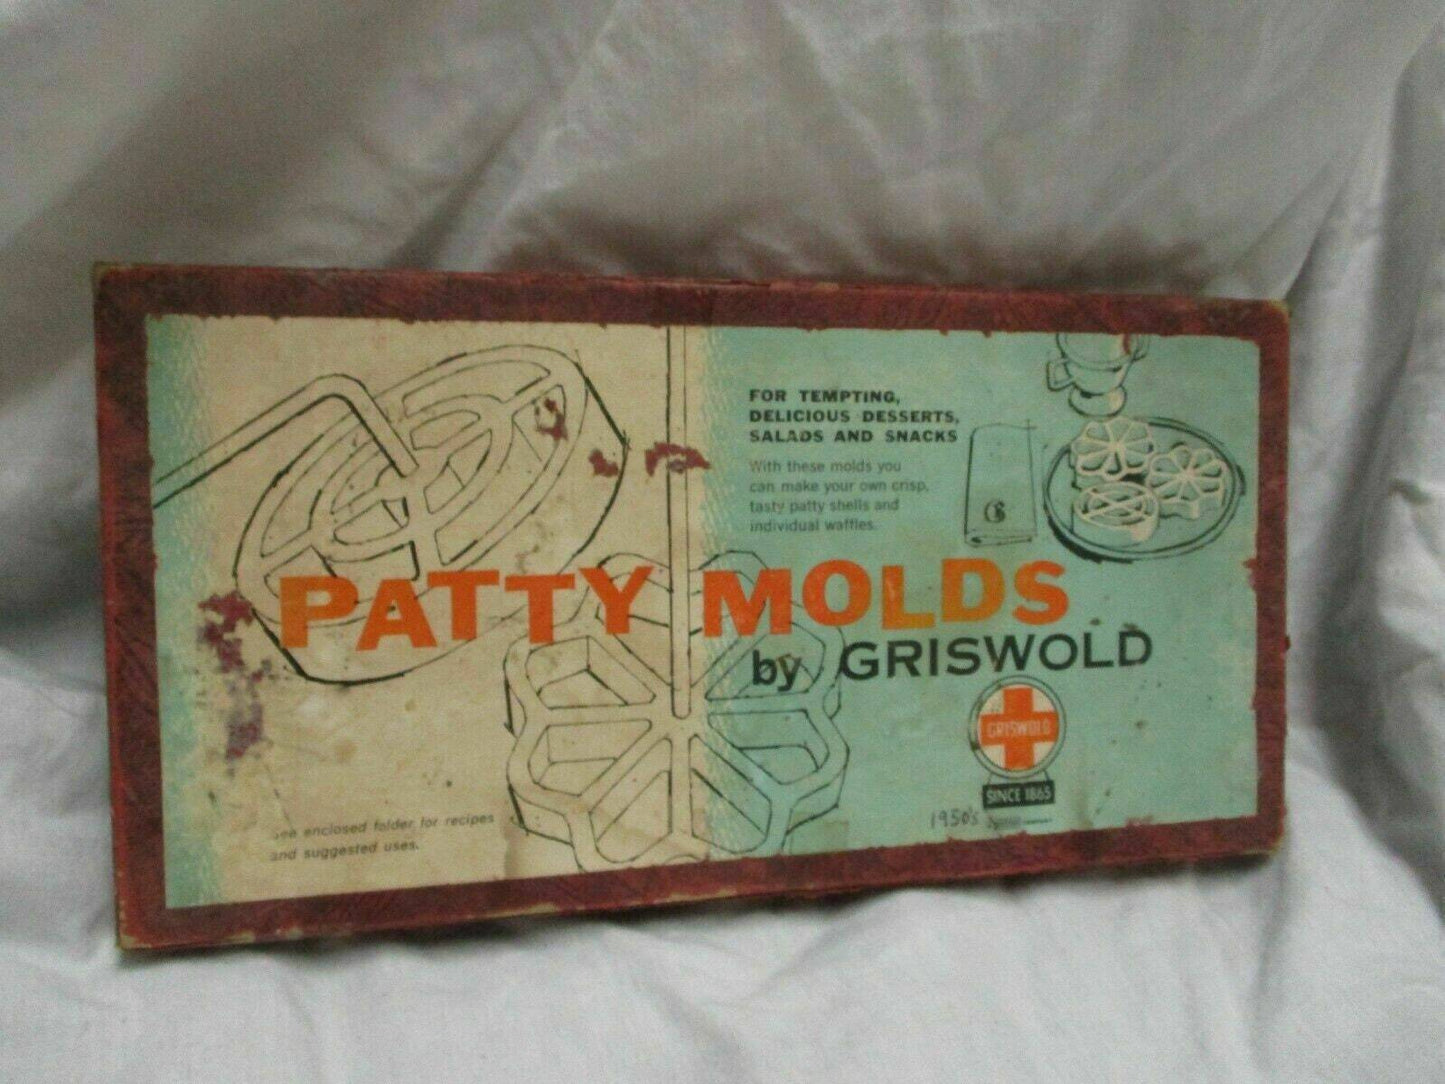 FOR TEMPTING,
DELICIOUS DESSERTS,
SALADS AND SNACKS
With these molds you
can make your own crisp,
tasty patty shells and
individual waffles.
PATTY MOLDS
by GRISWOLD
GRISWOLD
SINCE 1865
1950's
See enclosed folder for recipes
and suggested uses.